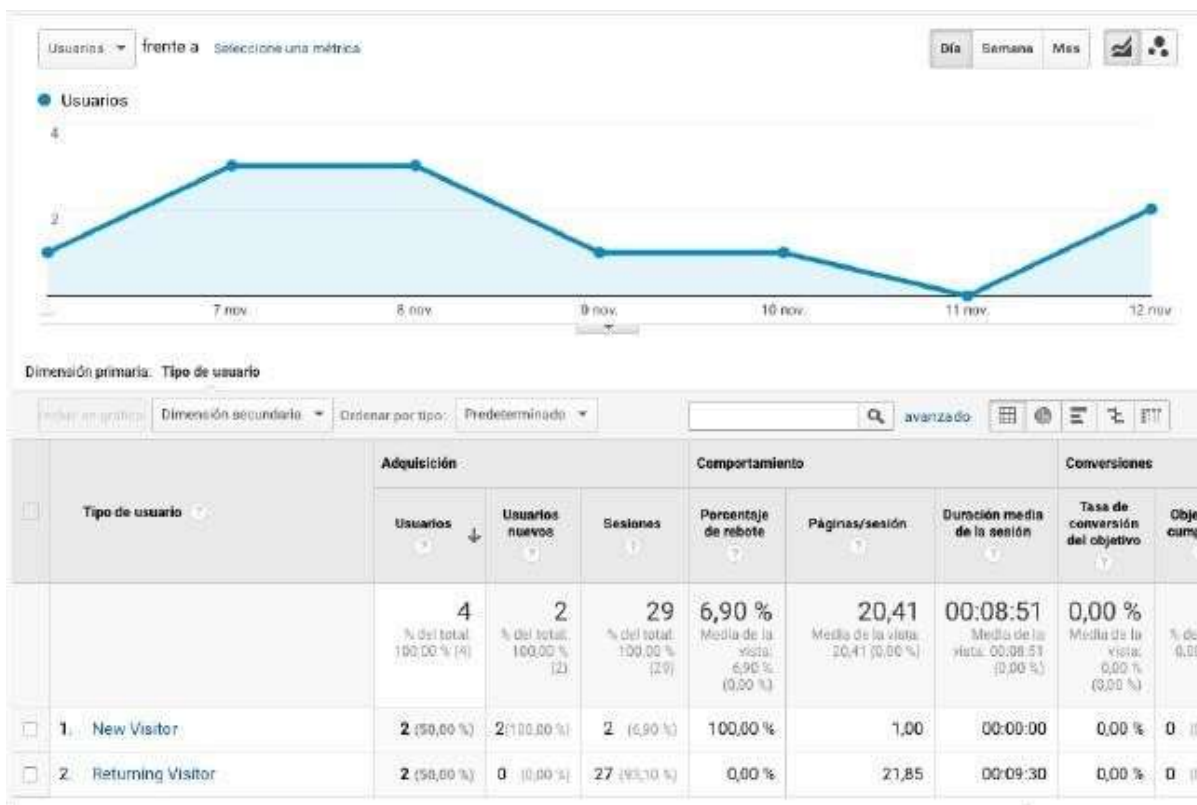 Usuarios frente a Seleccione una métrica Día Semana Mes
Usuarios
4
2
7 nov. 8 nov. 9 nov. 10 nov. 11 nov. 12 nov
Dimensión primaria: Tipo de usuario
Dimensión secundaria Ordenar por tipo: Predeterminado avanzado
Adquisición Comportamiento Conversiones
Tipo de usuario ? Usuarios ? Usuarios nuevos ? Sesiones ? Porcentaje de rebote ? Páginas/sesión ? Duración media de la sesión ? Tasa de conversión del objetivo ?
4 2 29 6,90 % 20,41 00:08:51 0,00 %
% del total: 100,00 % (4) % del total: 100,00 % (2) % del total: 100,00 % (29) Media de la vista: 6,90 % (0,00 %) Media de la vista: 20,41 (0,00 %) Media de la vista: 00:08:51 (0,00 %) Media de la vista: 0,00 % (0,00 %)
1. New Visitor 2 (50,00 %) 2(100,00 %) 2 (6,90 %) 100,00 % 1,00 00:00:00 0,00 % 0
2. Returning Visitor 2 (50,00 %) 0 (0,00 %) 27 (93,10 %) 0,00 % 21,85 00:09:30 0,00 % 0